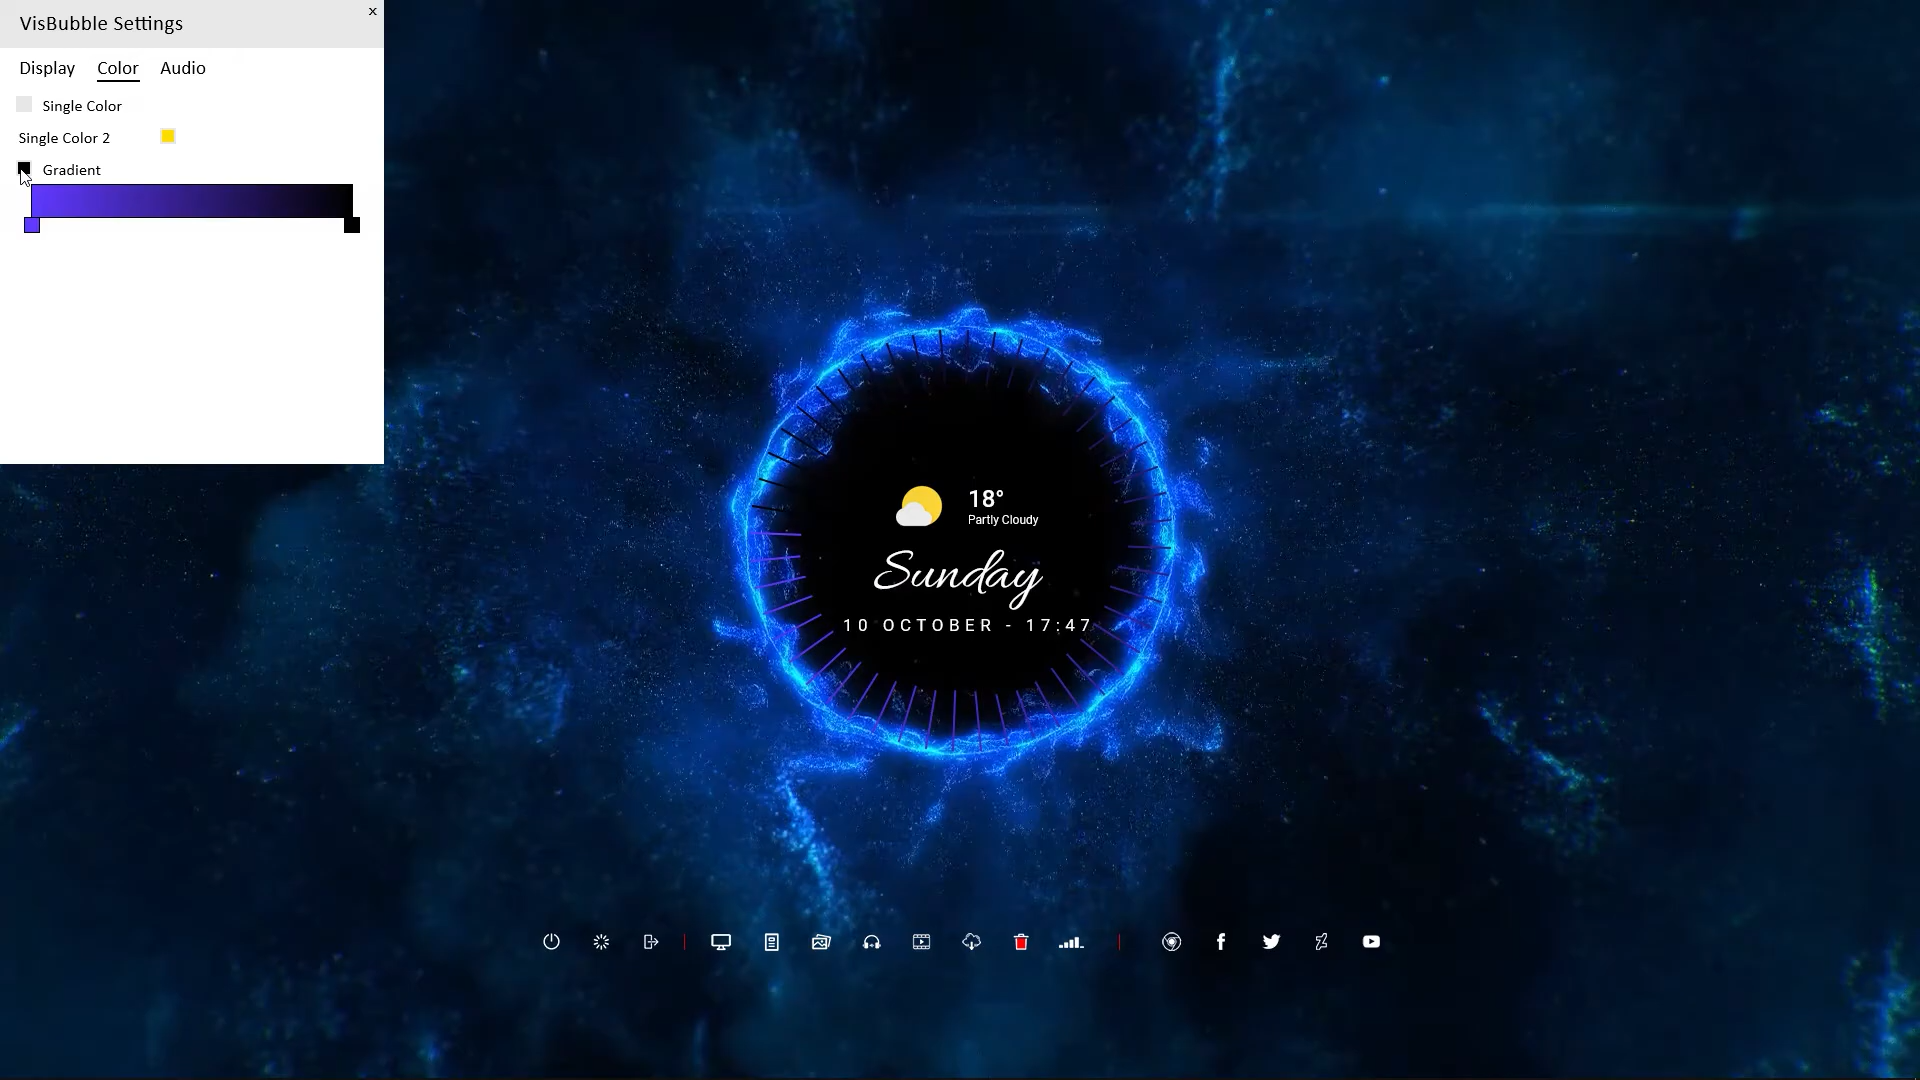 VisBubble Settings
x
Display Color Audio
Single Color
Single Color 2
Gradient
18°
Partly Cloudy
Sunday
10 OCTOBER - 17:47